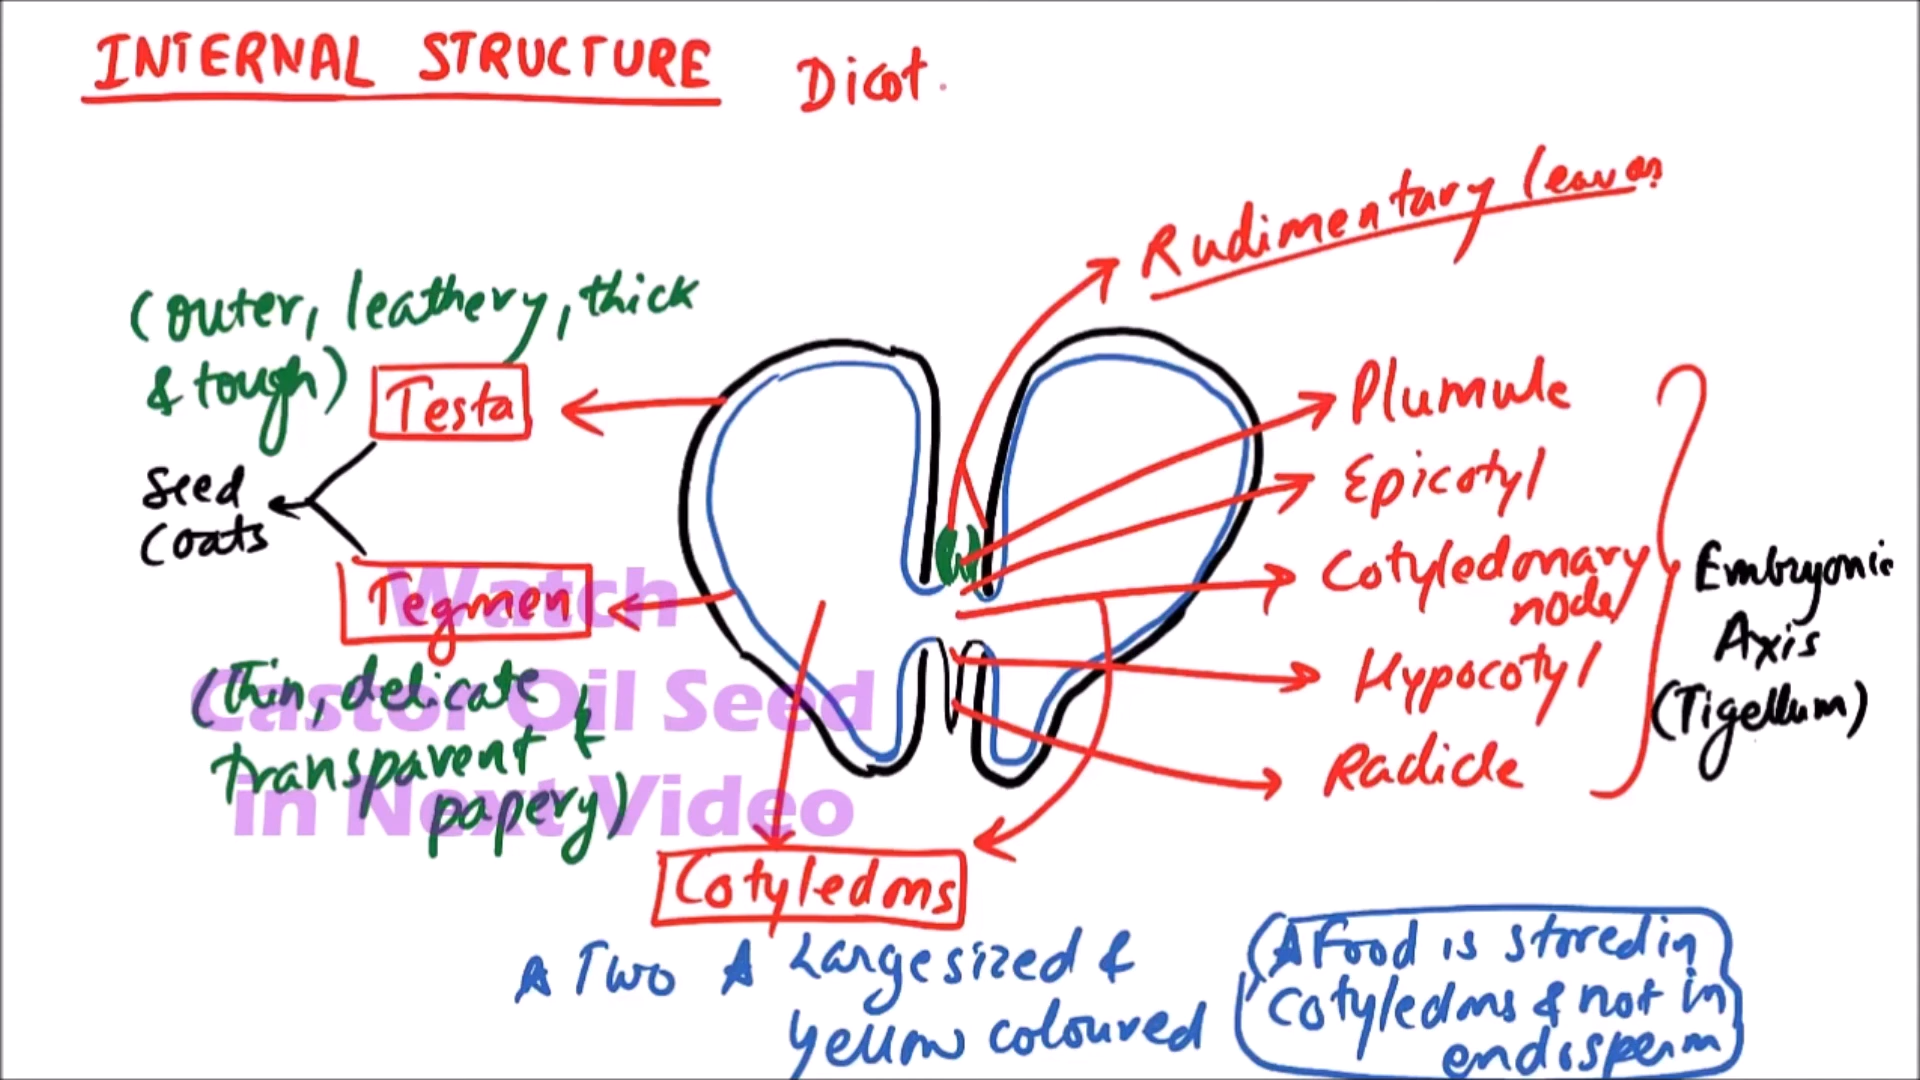 INTERNAL STRUCTURE Dicot.
Rudimentary leaves
(outer, leathery, thick
& tough)
Testa
Seed
Coats
Tegmen
(thin, delicate &
transparent
papery)
Plumule
Epicotyl
Cotyledonary
node
Hypocotyl
Radicle
Embryonic
Axis
(Tigellum)
Watch
Castor Oil Seed
in Next Video
Cotyledons
Two Large sized &
yellow coloured
Food is stored in
Cotyledons & not in
endosperm